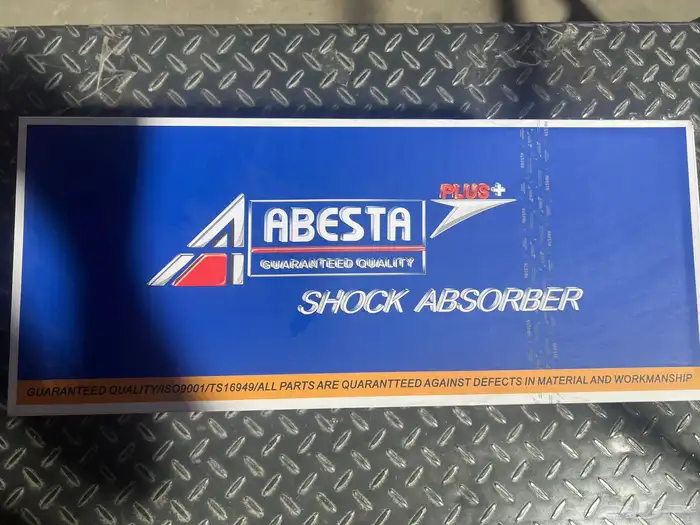 PLUS+
ABESTA
GUARANTEED QUALITY
SHOCK ABSORBER
GUARANTEED QUALITY/ISO9001/TS16949/ALL PARTS ARE QUARANTTEED AGAINST DEFECTS IN MATERIAL AND WORKMANSHIP